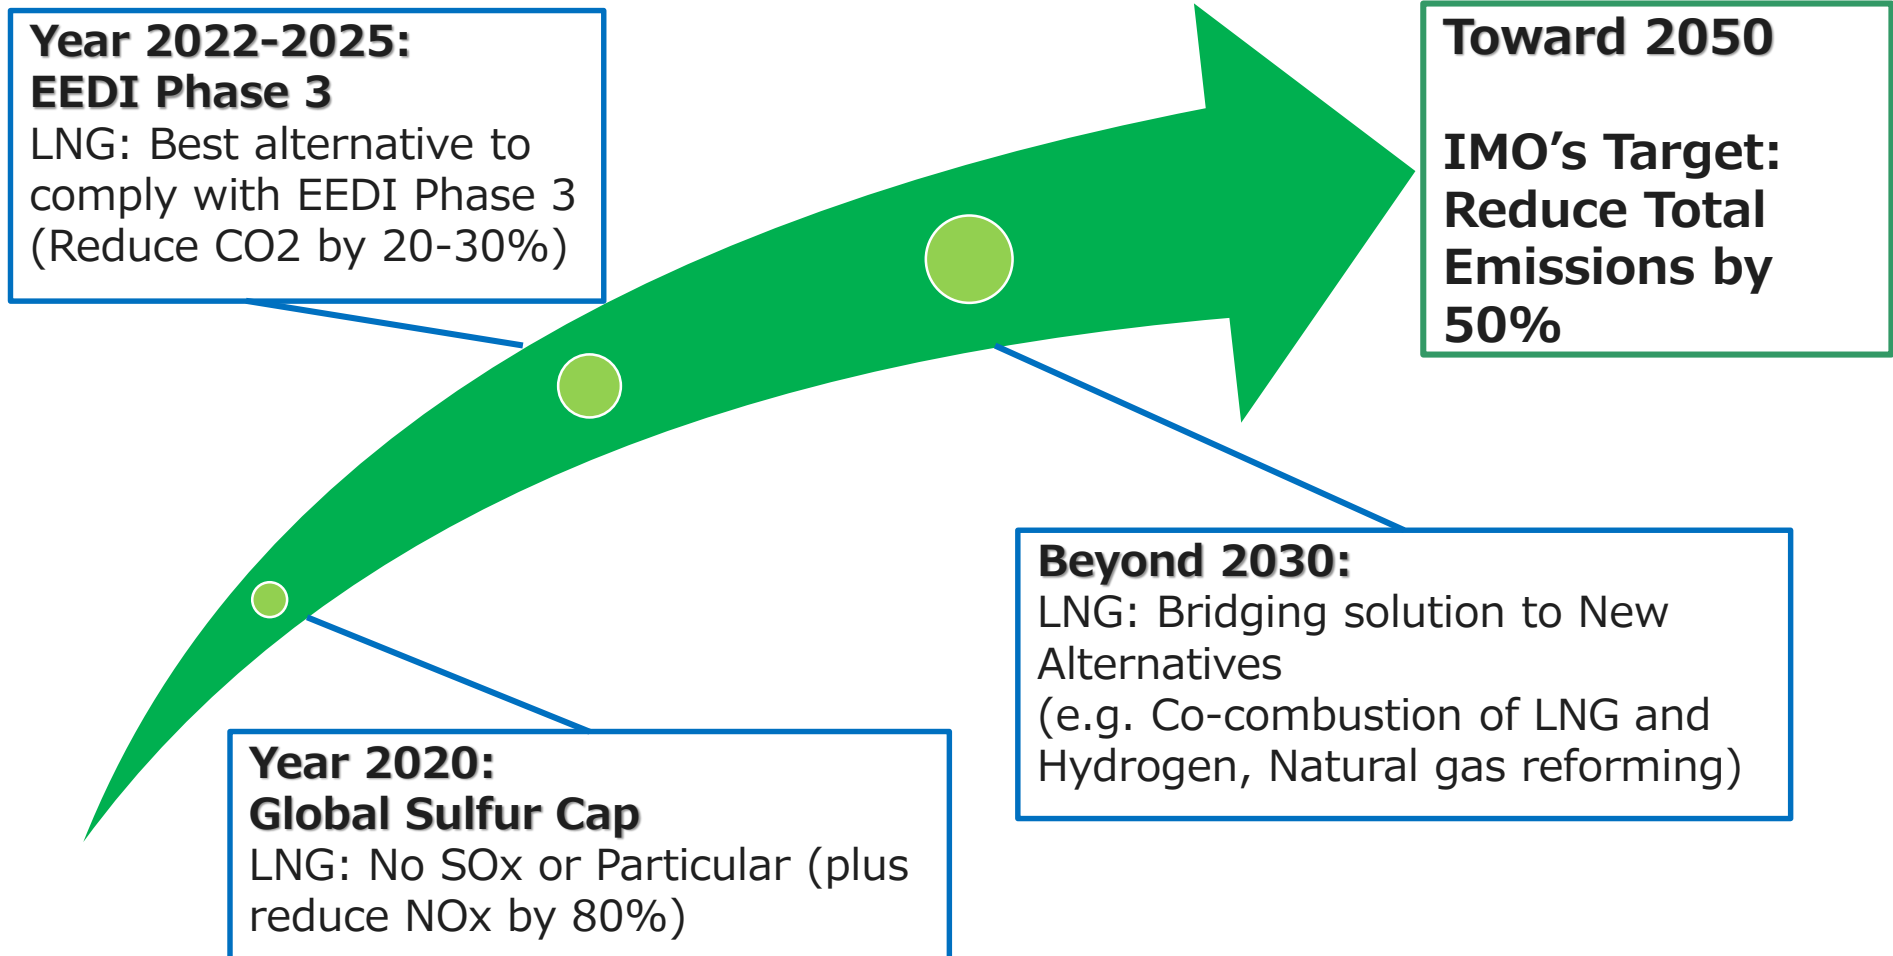 Year 2022-2025:
EEDI Phase 3
LNG: Best alternative to
comply with EEDI Phase 3
(Reduce CO2 by 20-30%)
Toward 2050
IMO’s Target:
Reduce Total
Emissions by
50%
Beyond 2030:
LNG: Bridging solution to New
Alternatives
(e.g. Co-combustion of LNG and
Hydrogen, Natural gas reforming)
Year 2020:
Global Sulfur Cap
LNG: No SOx or Particular (plus
reduce NOx by 80%)